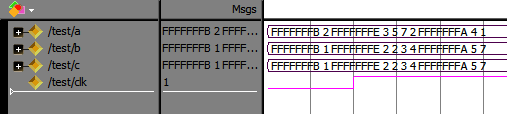 Msgs
/test/a FFFFFFFB 2 FFFF... FFFFFFFB 2 FFFFFFFE 3 5 7 2 FFFFFFFA 4 1
/test/b FFFFFFFB 1 FFFF... FFFFFFFB 1 FFFFFFFE 2 2 3 4 FFFFFFFA 5 7
/test/c FFFFFFFB 1 FFFF... FFFFFFFB 1 FFFFFFFE 2 2 3 4 FFFFFFFA 5 7
/test/clk 1